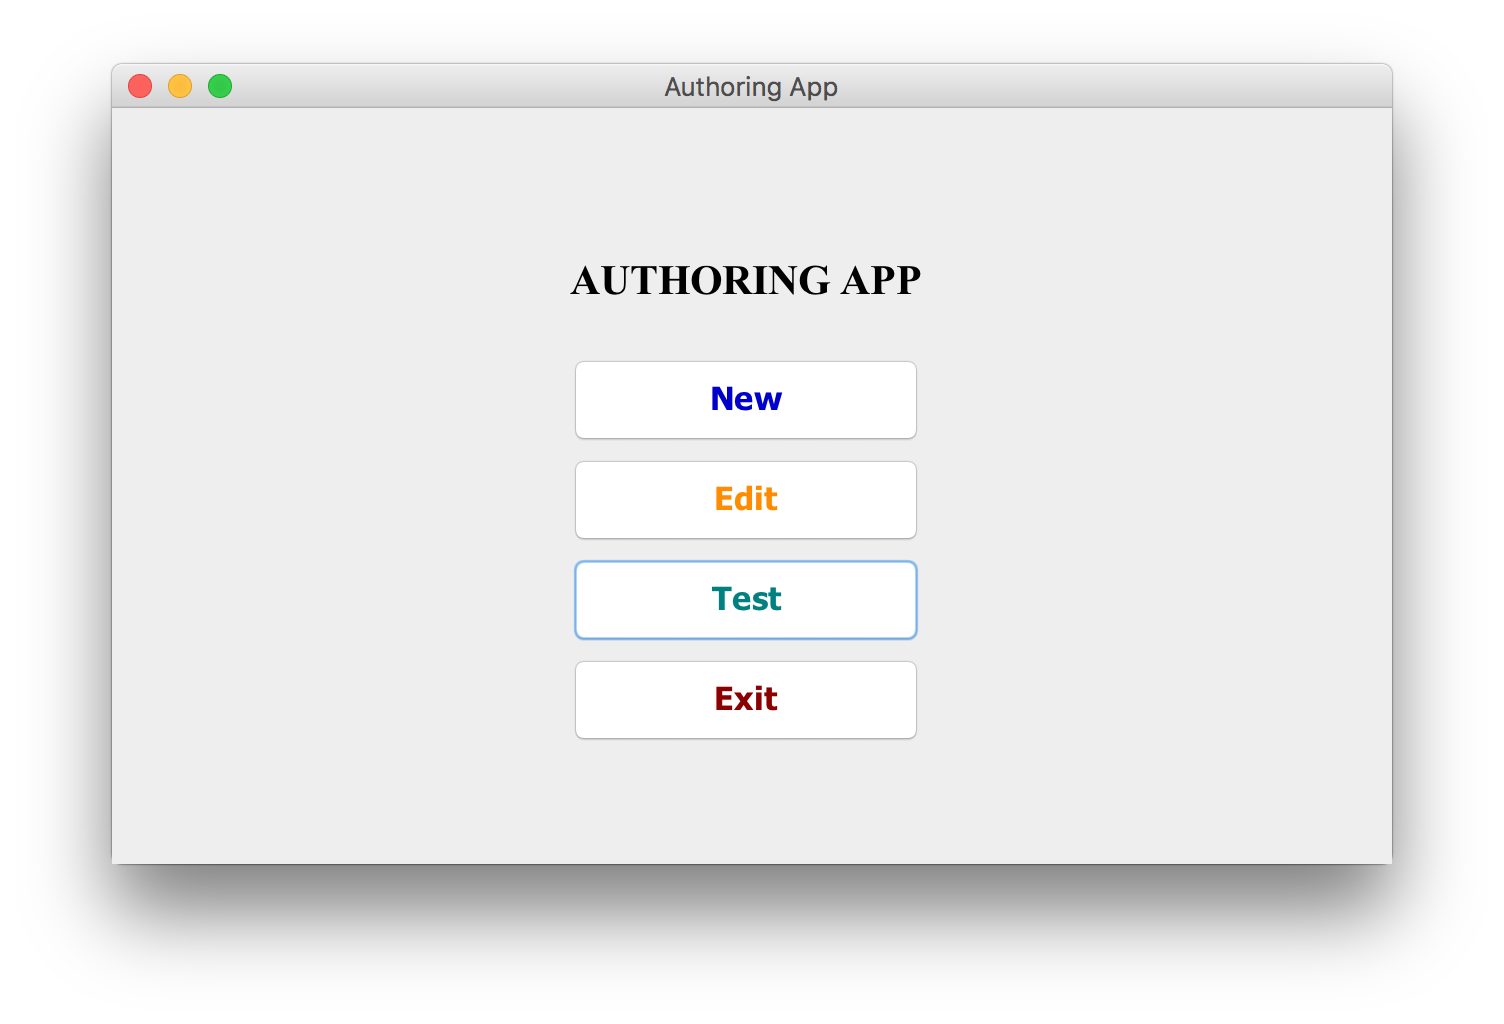 Authoring App
AUTHORING APP
New
Edit
Test
Exit